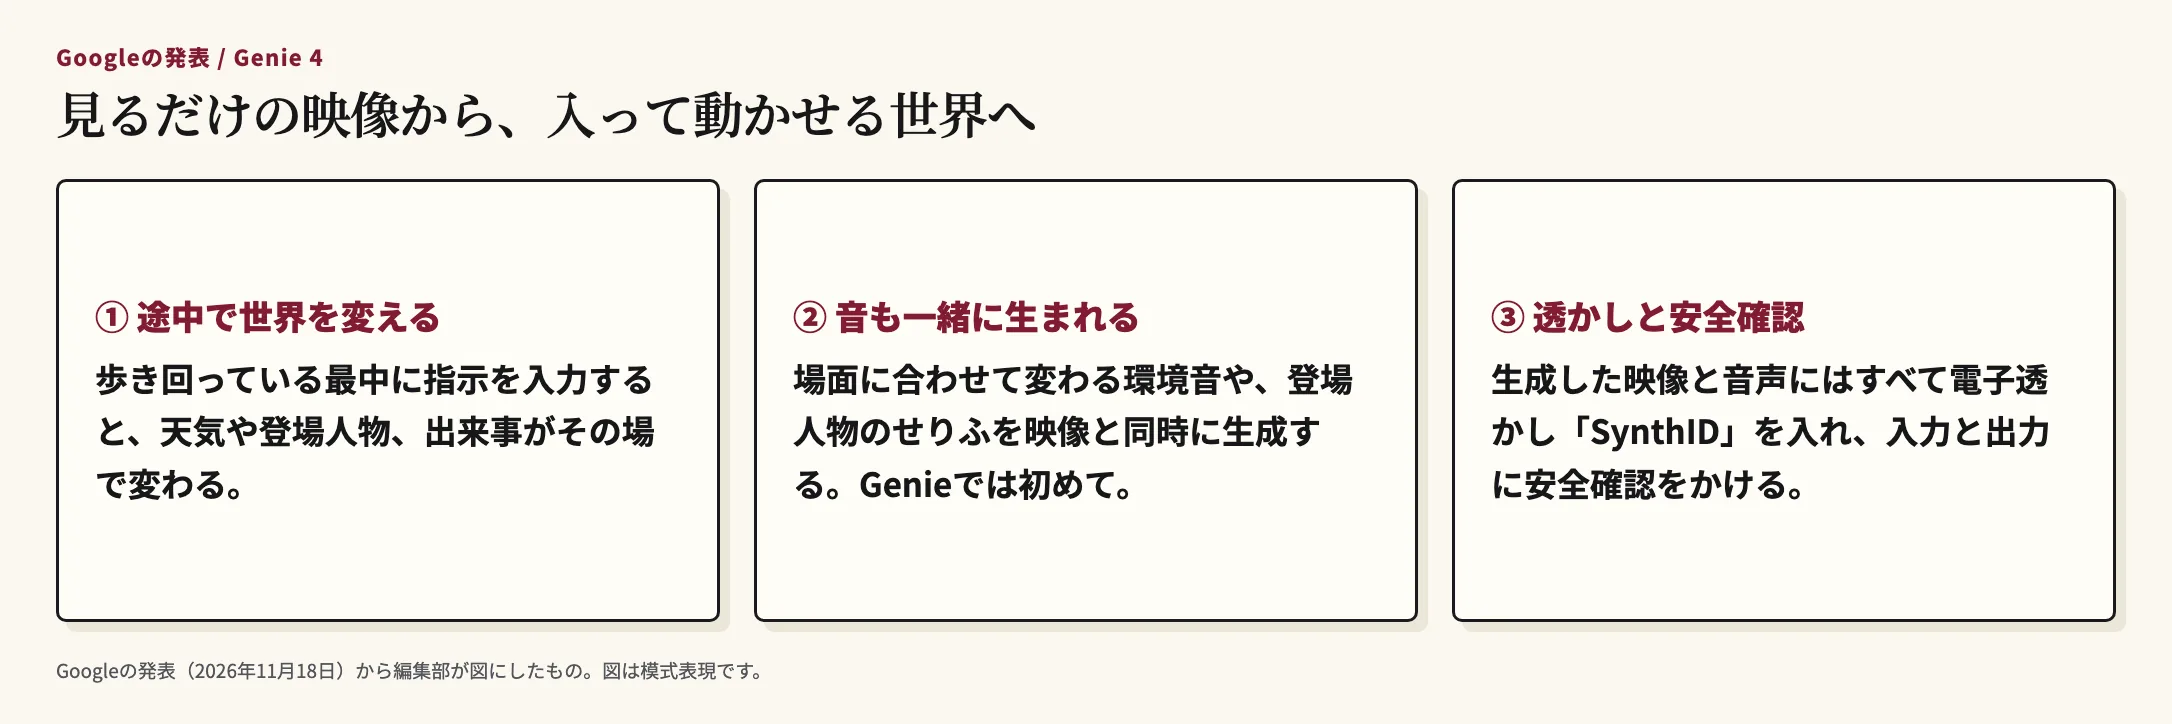 Googleの発表 / Genie 4
見るだけの映像から、入って動かせる世界へ
① 途中で世界を変える
歩き回っている最中に指示を入力する
と、天気や登場人物、出来事がその場
で変わる。
② 音も一緒に生まれる
場面に合わせて変わる環境音や、登場
人物のせりふを映像と同時に生成す
る。Genieでは初めて。
③ 透かしと安全確認
生成した映像と音声にはすべて電子透
かし「SynthID」を入れ、入力と出力
に安全確認をかける。
Googleの発表（2026年11月18日）から編集部が図にしたもの。図は模式表現です。